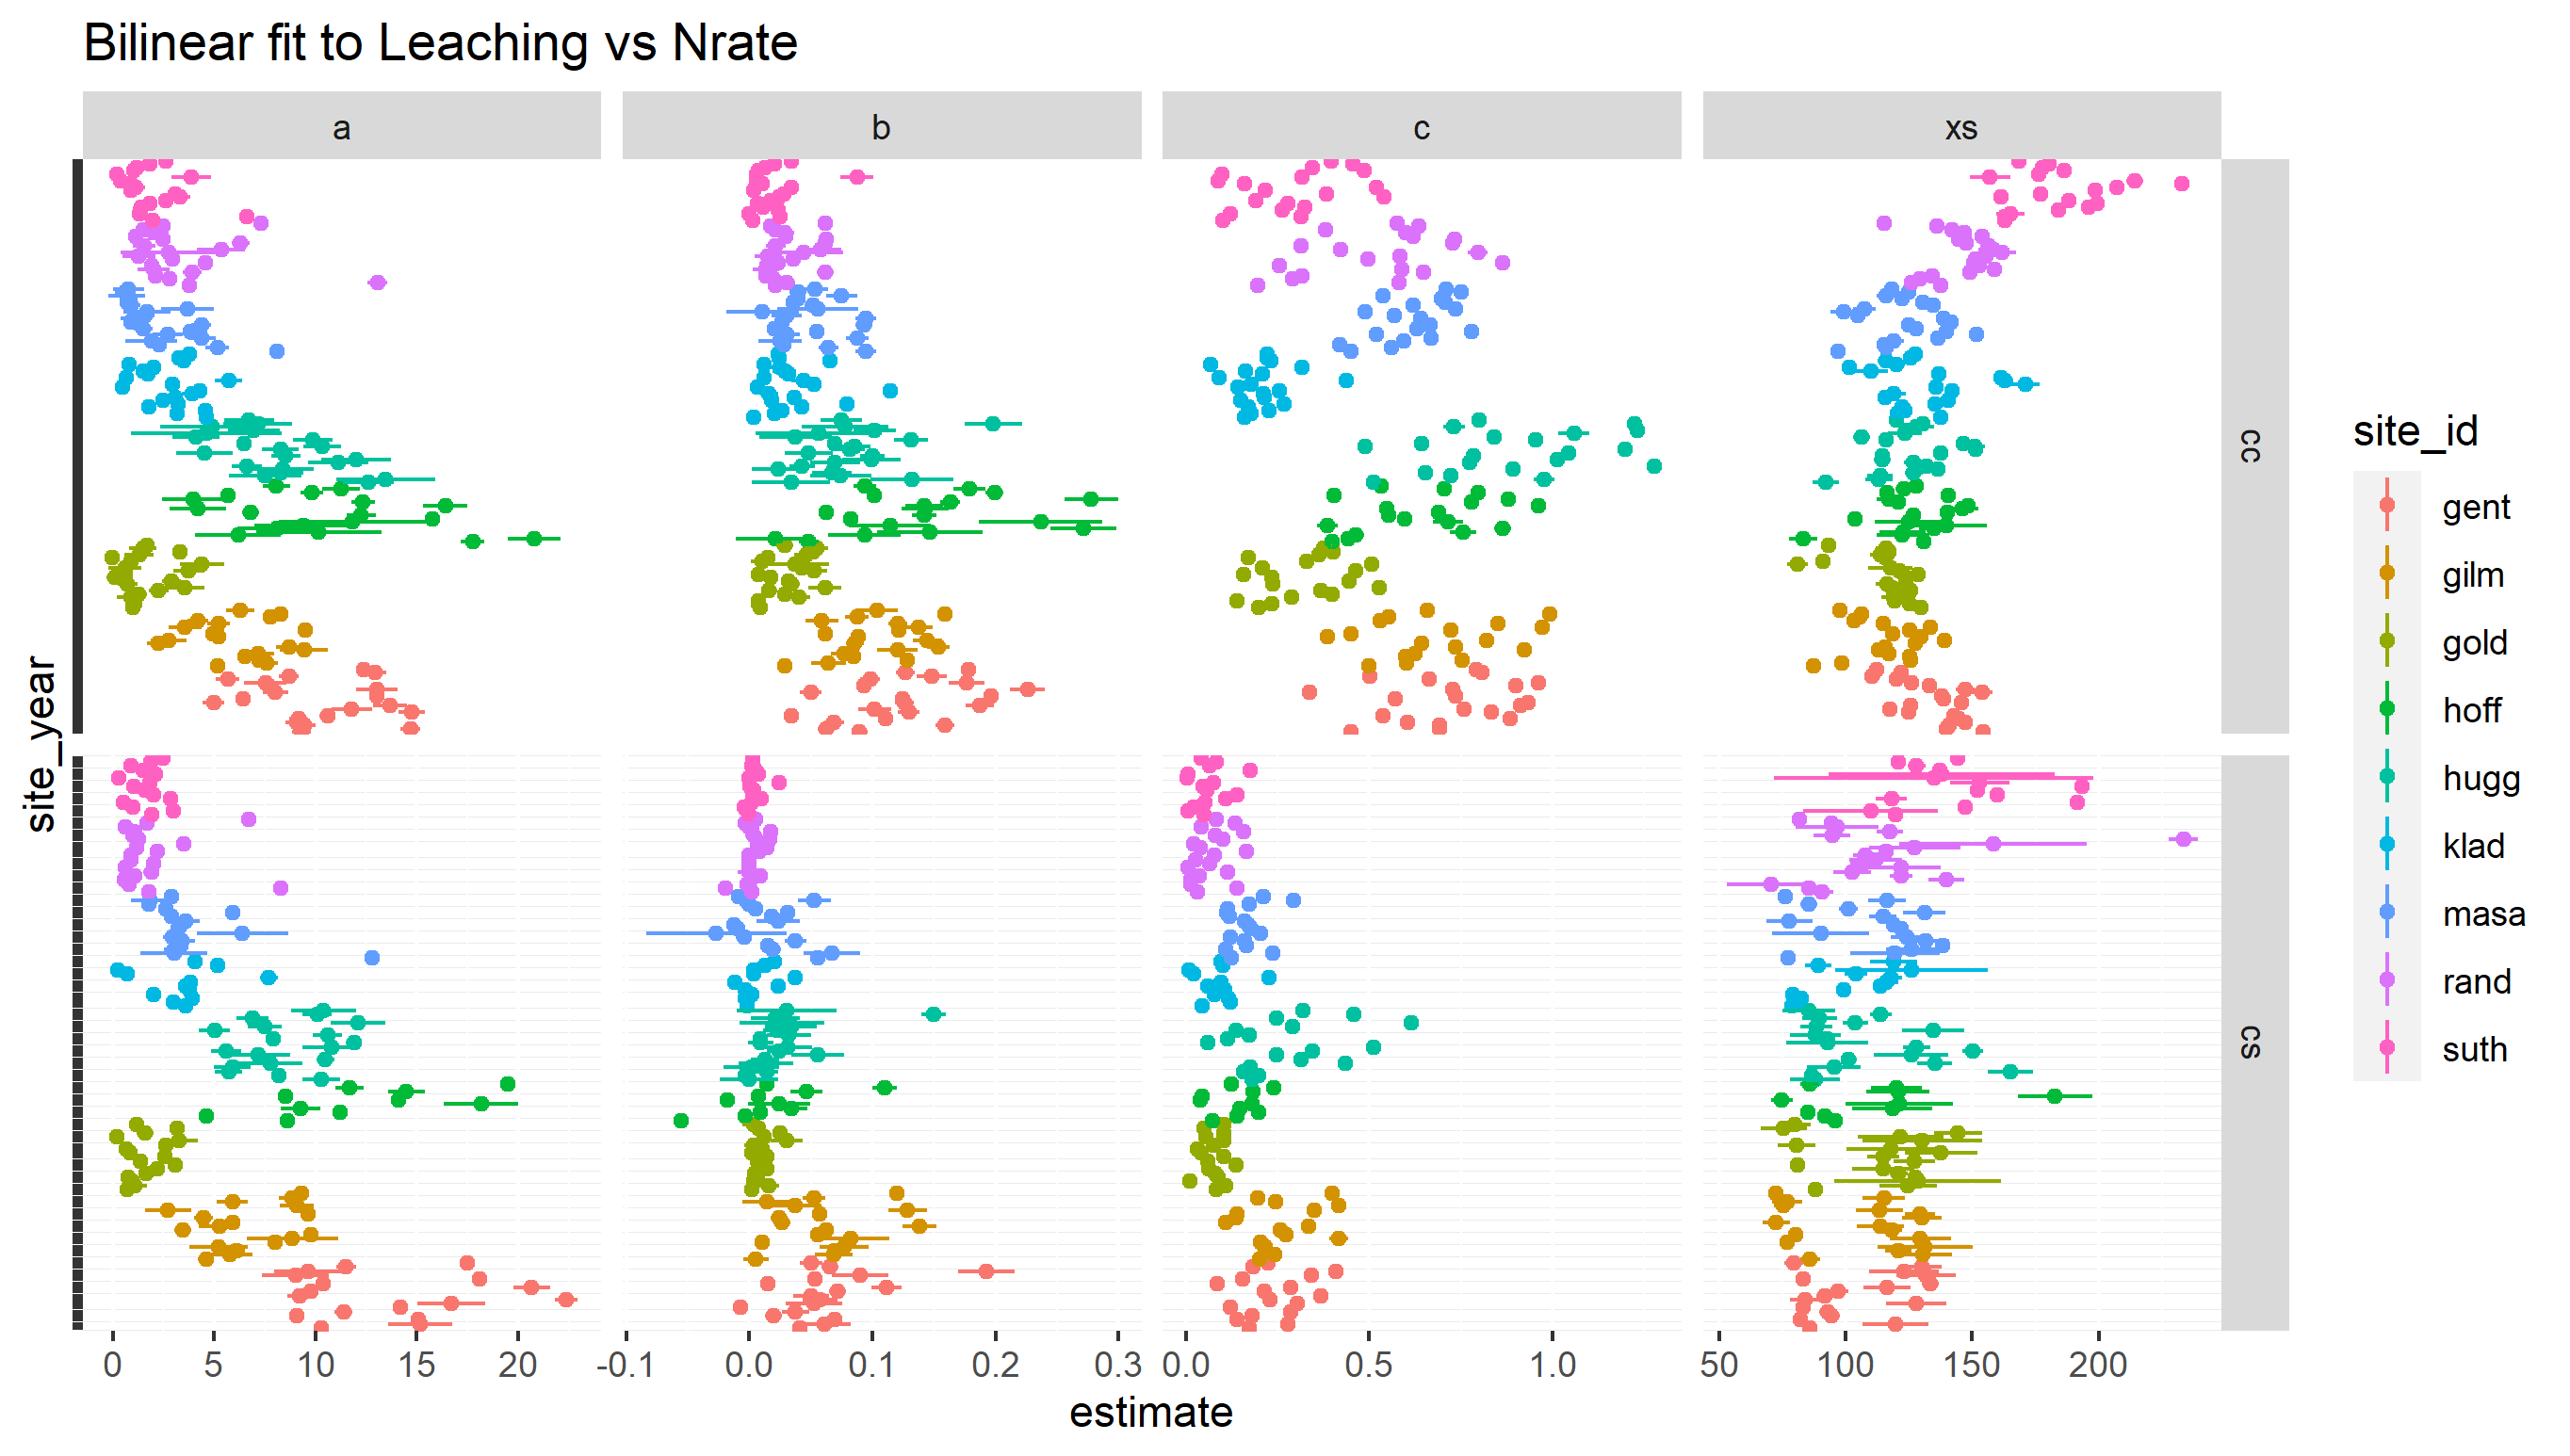 Bilinear fit to Leaching vs Nrate
a b c xs
cc
cs
site_year
0 5 10 15 20 -0.1 0.0 0.1 0.2 0.3 0.0 0.5 1.0 50 100 150 200
estimate
site_id
gent
gilm
gold
hoff
hugg
klad
masa
rand
suth